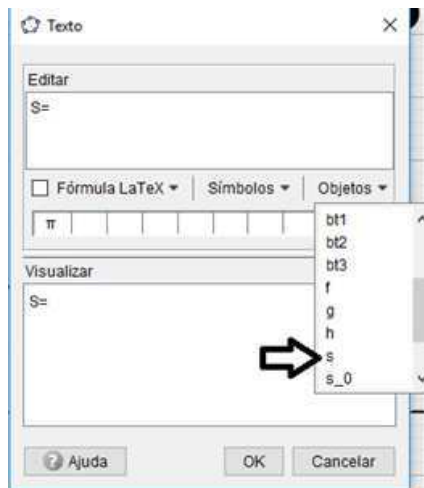 Texto
Editar
S=
Fórmula LaTeX Símbolos Objetos
π
bt1
bt2
bt3
f
g
h
s
s_0
Visualizar
S=
Ajuda OK Cancelar